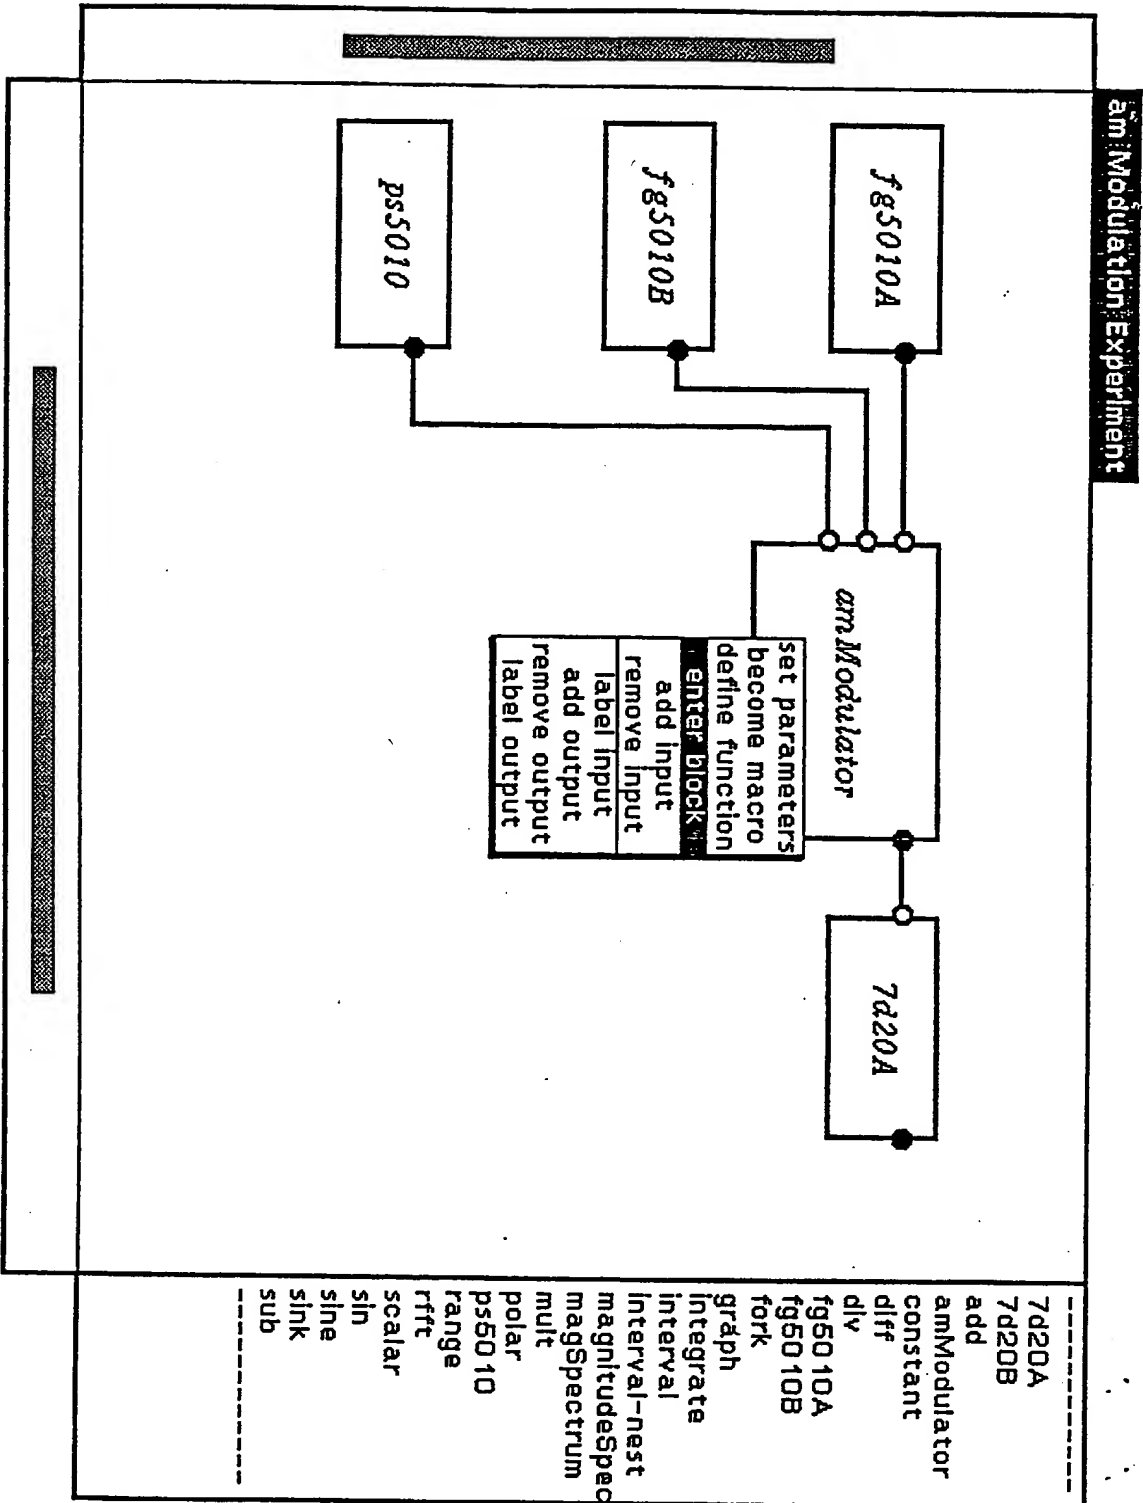 am Modulation Experiment
fg5010A
fg5010B
ps5010
amModulator
7d20A
set parameters
become macro
define function
enter block
add input
remove input
label input
add output
remove output
label output
------------
7d20A
7d20B
add
amModulator
constant
diff
div
fg5010A
fg5010B
fork
graph
integrate
interval
interval-nest
magnitudeSpec
magSpectrum
mult
polar
ps5010
range
rfft
scalar
sin
sine
sink
sub
------------